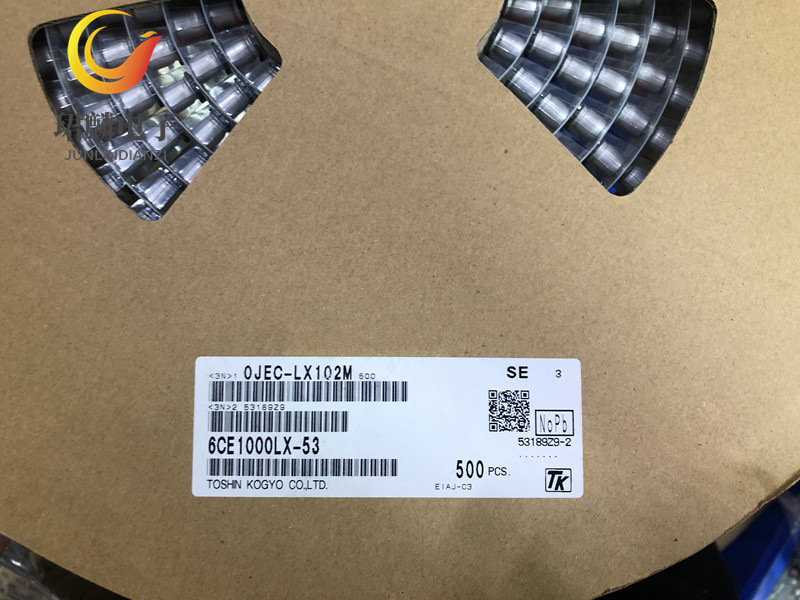 JUNLINDIANZI
<3N>1 0JEC-LX102M 500
<3N>2 53189Z9
6CE1000LX-53
TOSHIN KOGYO CO.,LTD.
SE 3
NoPb
53189Z9-2
500 PCS.
EIAJ-C3
TK